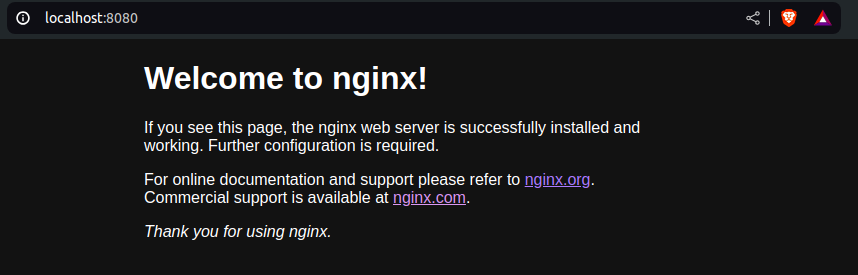 localhost:8080
Welcome to nginx!
If you see this page, the nginx web server is successfully installed and
working. Further configuration is required.
For online documentation and support please refer to nginx.org.
Commercial support is available at nginx.com.
Thank you for using nginx.